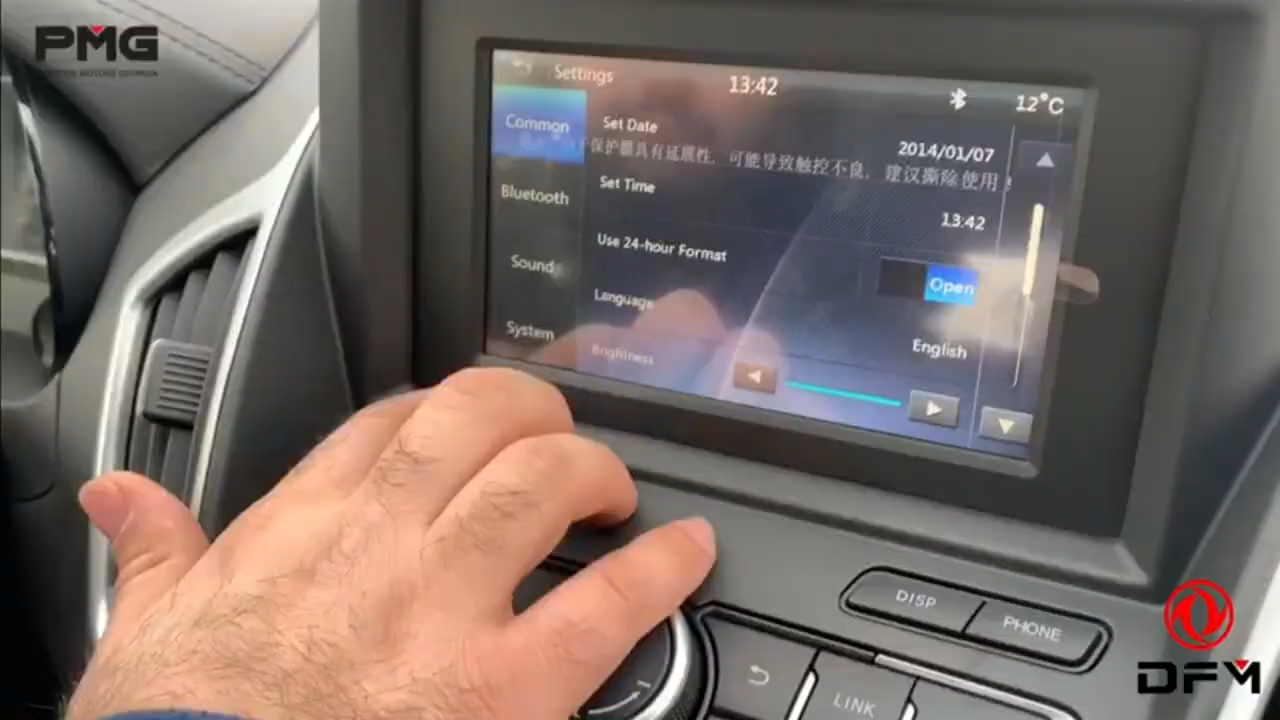 PMG
Settings
13:42
12°C
Common
Set Date
2014/01/07
保护膜具有延展性，可能导致触控不良，建议撕除使用！
Set Time
13:42
Bluetooth
Use 24-hour Format
Open
Sound
Language
English
System
Brightness
DISP
PHONE
LINK
DFM